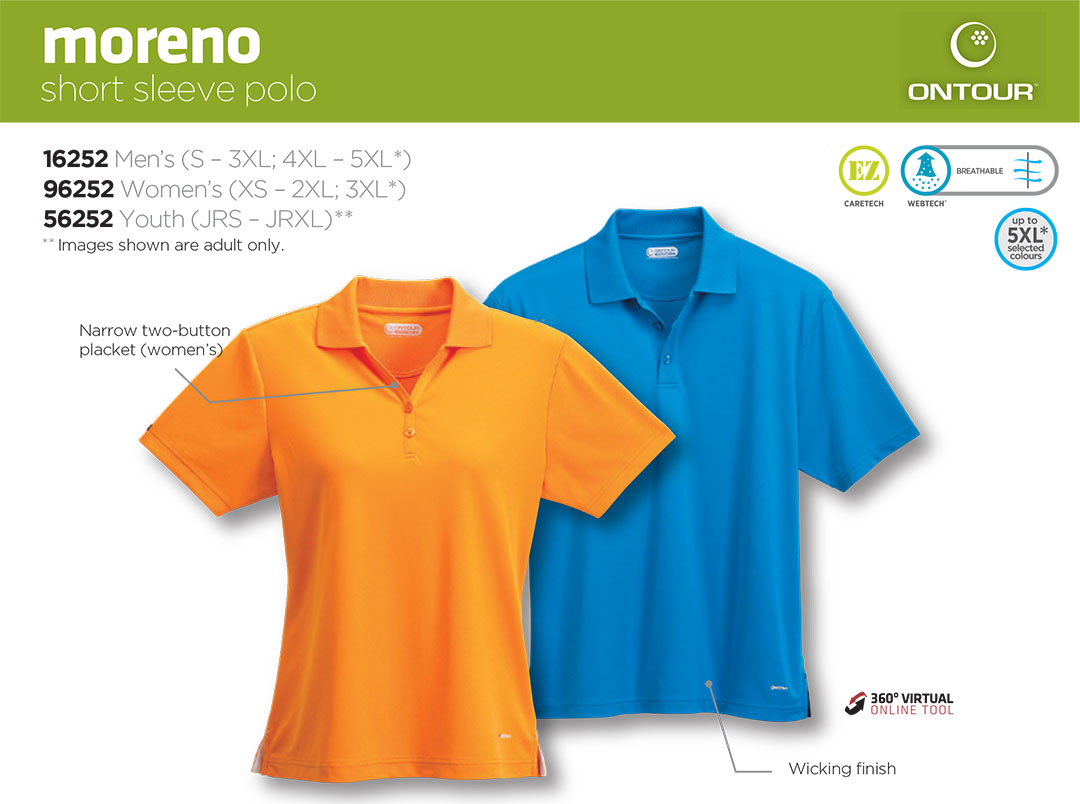 moreno
short sleeve polo
ONTOUR™
16252 Men's (S – 3XL; 4XL – 5XL*)
96252 Women's (XS – 2XL; 3XL*)
56252 Youth (JRS – JRXL)**
** Images shown are adult only.
EZ
CARETECH
WEBTECH™
BREATHABLE
up to
5XL*
selected
colours
Narrow two-button
placket (women's)
360° VIRTUAL
ONLINE TOOL
Wicking finish